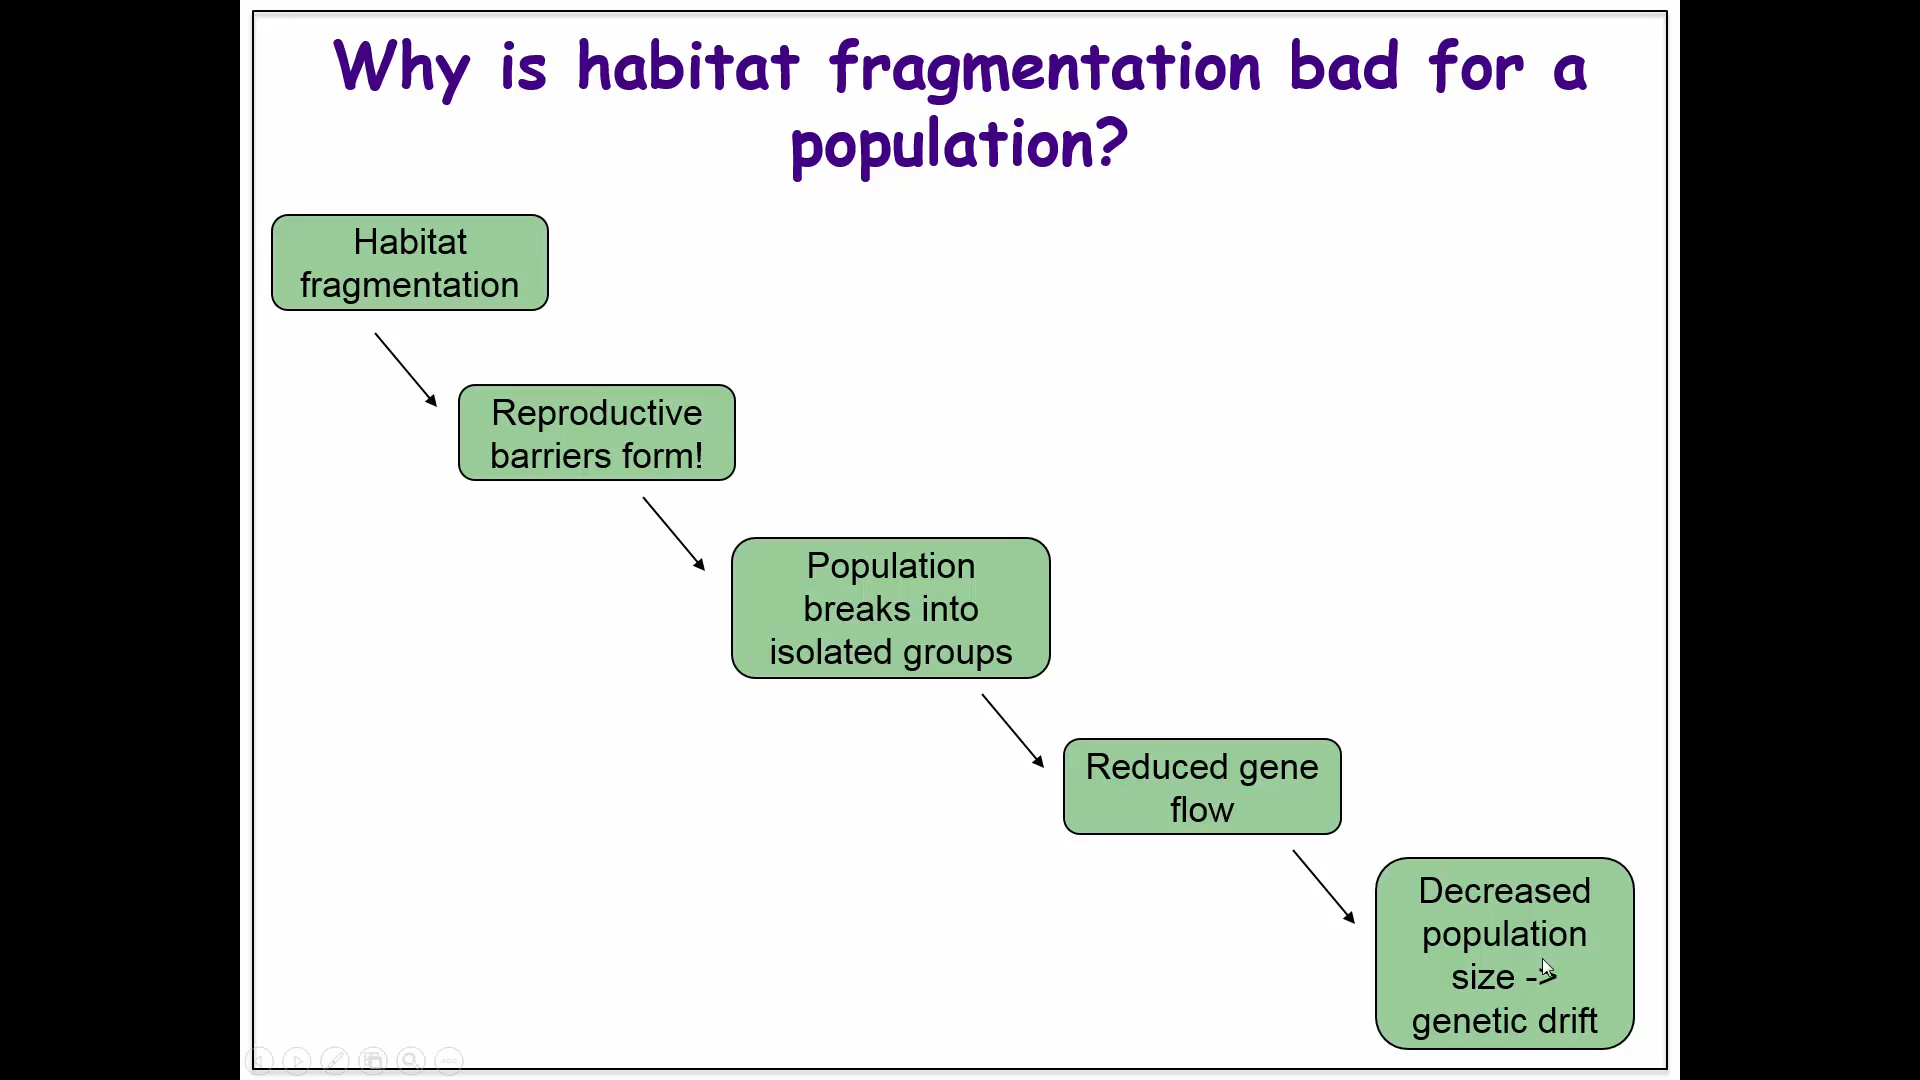 Why is habitat fragmentation bad for a
population?
Habitat
fragmentation
Reproductive
barriers form!
Population
breaks into
isolated groups
Reduced gene
flow
Decreased
population
size ->
genetic drift